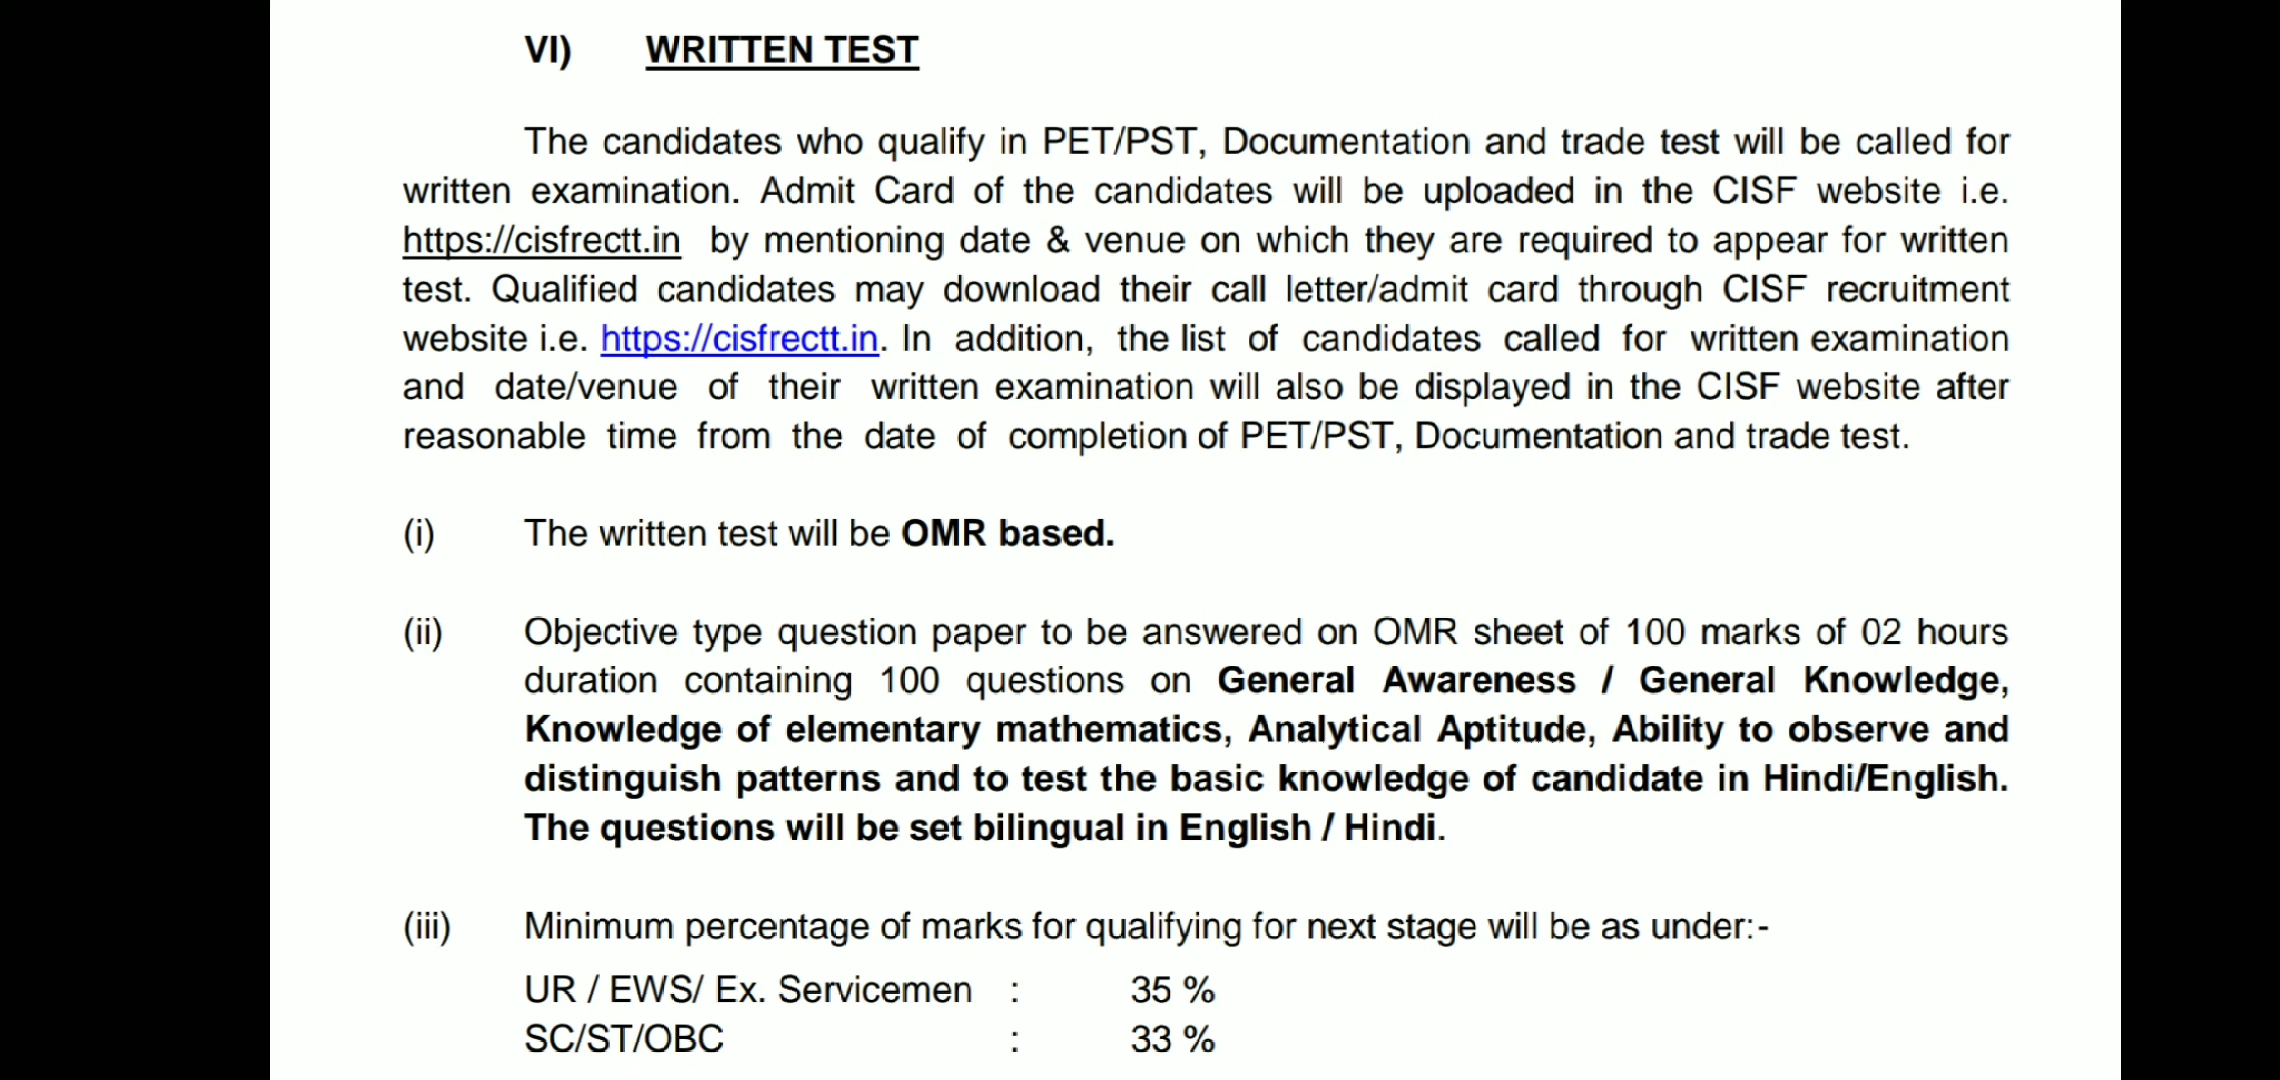 VI) WRITTEN TEST
The candidates who qualify in PET/PST, Documentation and trade test will be called for
written examination. Admit Card of the candidates will be uploaded in the CISF website i.e.
https://cisfrectt.in by mentioning date & venue on which they are required to appear for written
test. Qualified candidates may download their call letter/admit card through CISF recruitment
website i.e. https://cisfrectt.in. In addition, the list of candidates called for written examination
and date/venue of their written examination will also be displayed in the CISF website after
reasonable time from the date of completion of PET/PST, Documentation and trade test.
(i) The written test will be OMR based.
(ii) Objective type question paper to be answered on OMR sheet of 100 marks of 02 hours
duration containing 100 questions on General Awareness / General Knowledge,
Knowledge of elementary mathematics, Analytical Aptitude, Ability to observe and
distinguish patterns and to test the basic knowledge of candidate in Hindi/English.
The questions will be set bilingual in English / Hindi.
(iii) Minimum percentage of marks for qualifying for next stage will be as under:-
UR / EWS/ Ex. Servicemen : 35 %
SC/ST/OBC : 33 %